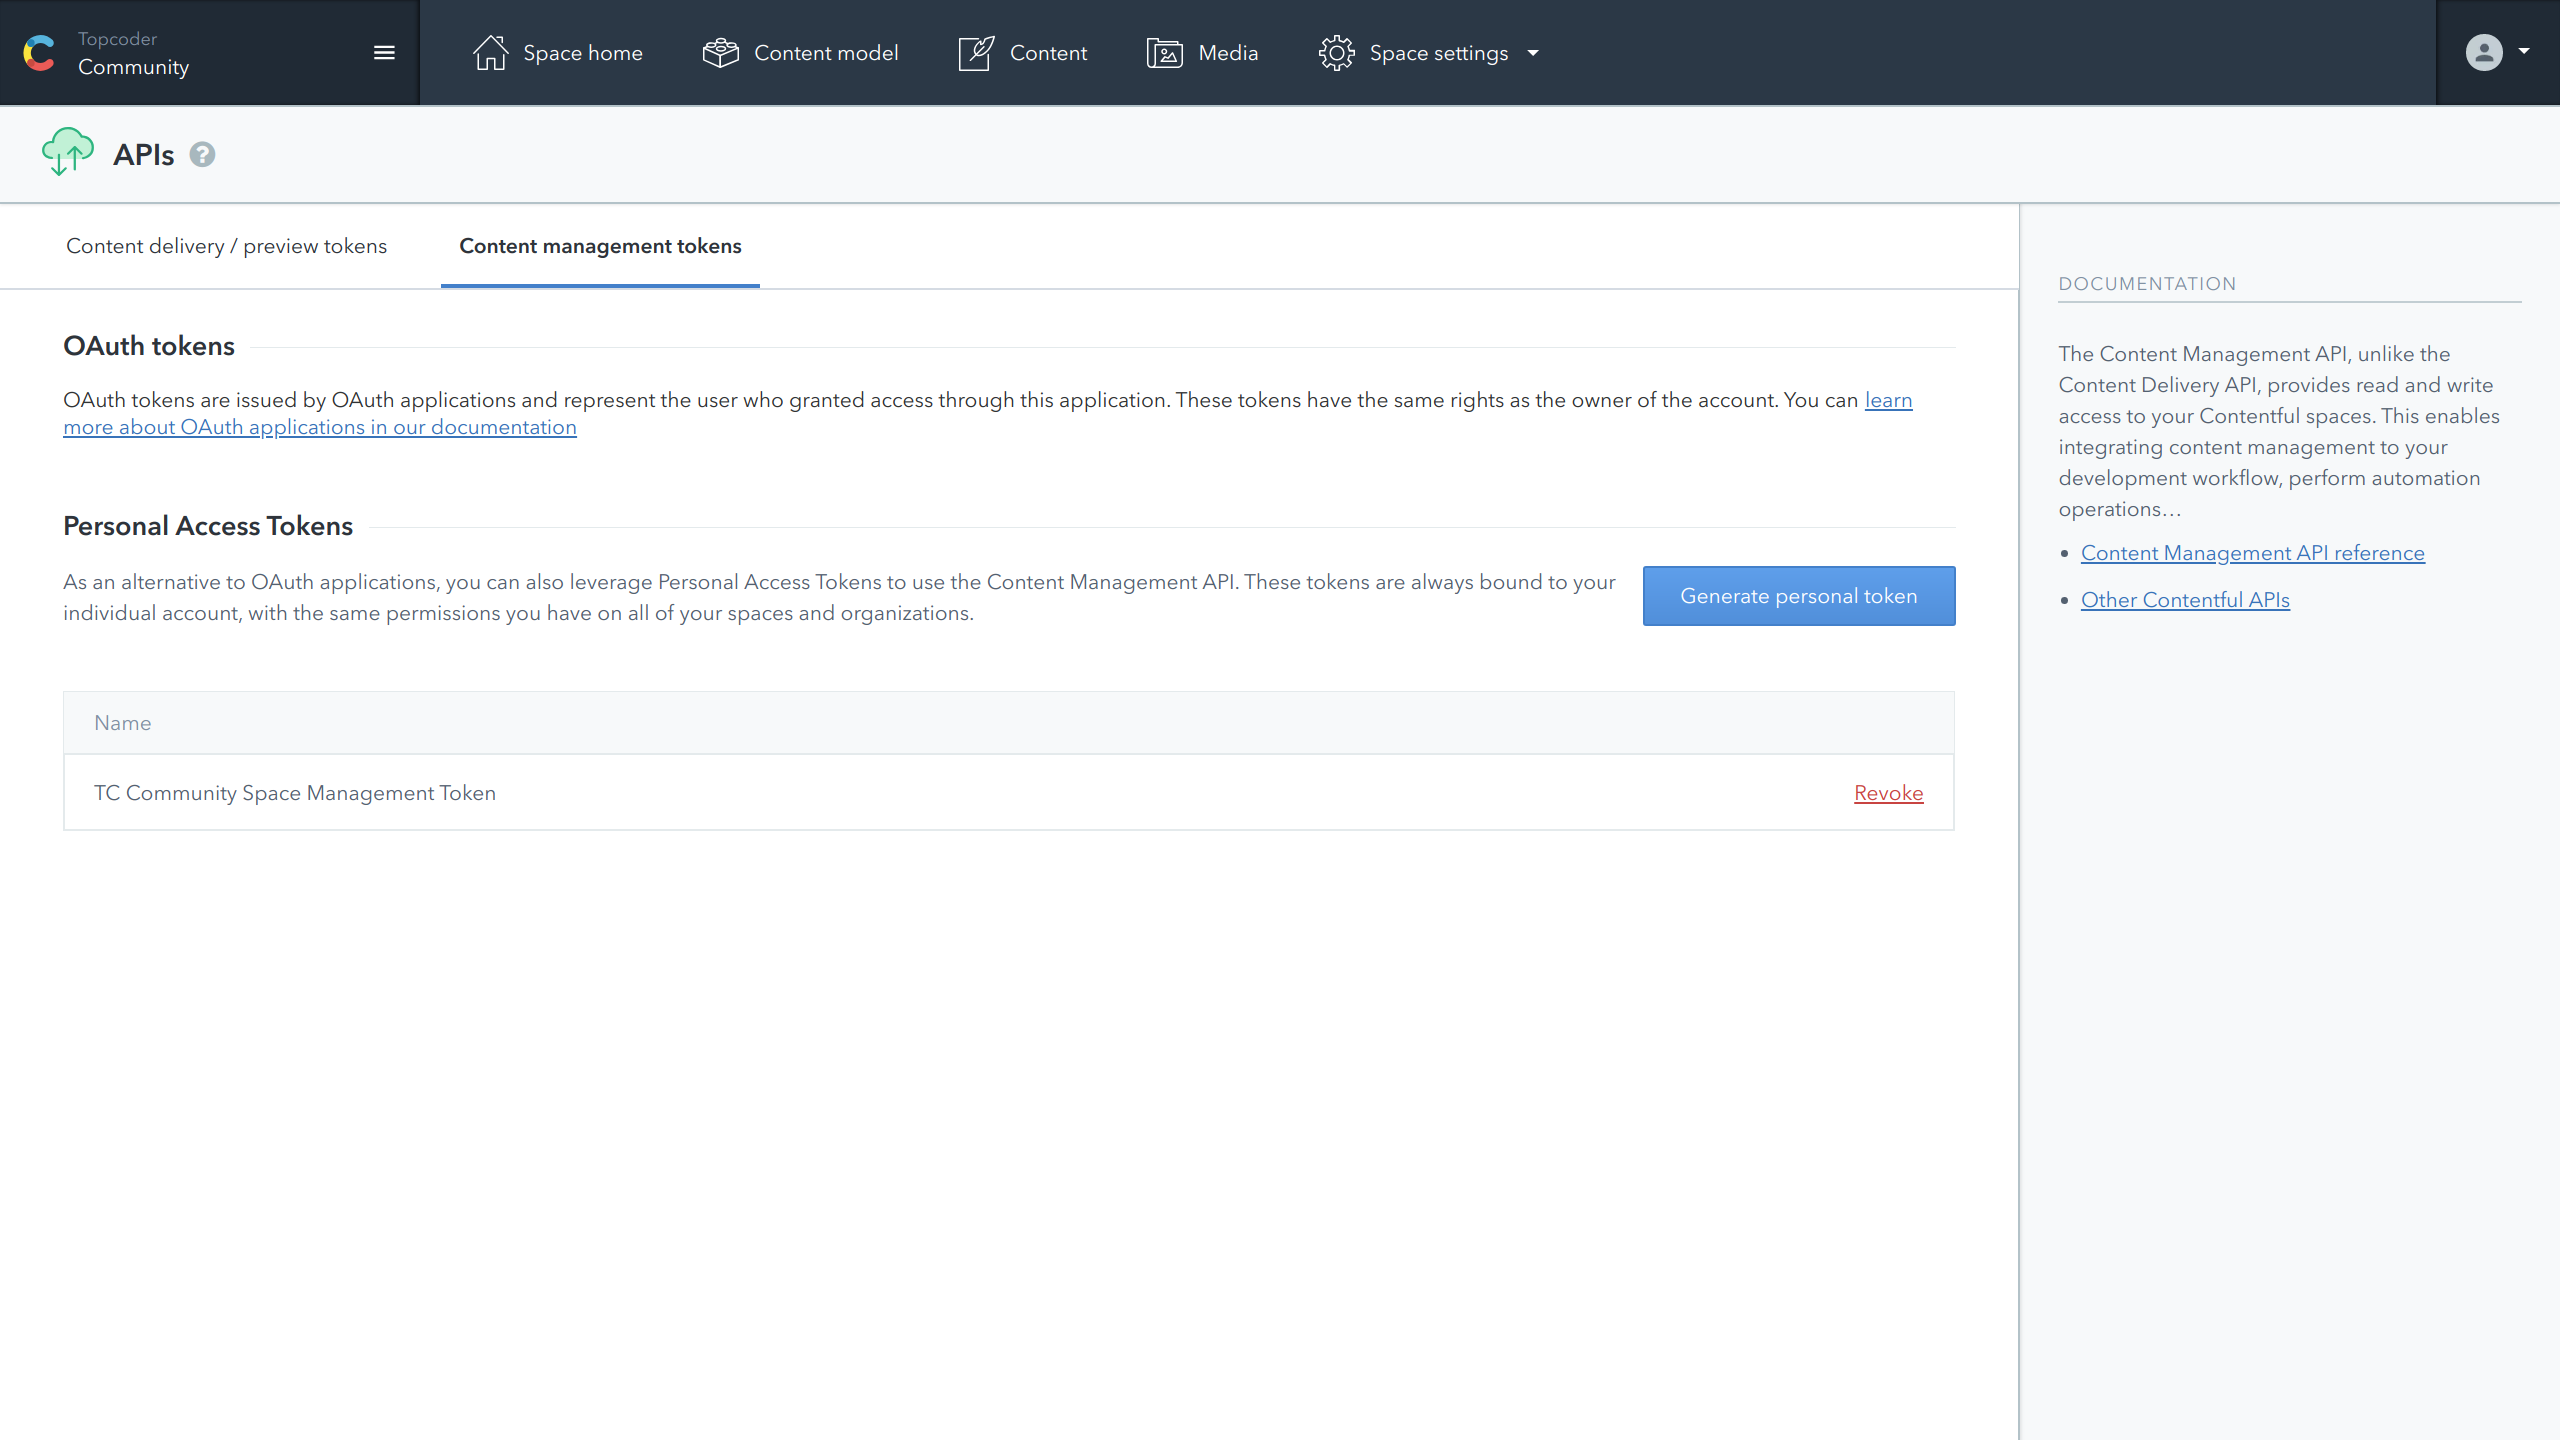 Topcoder
Community
Space home
Content model
Content
Media
Space settings
APIs
Content delivery / preview tokens
Content management tokens
OAuth tokens
OAuth tokens are issued by OAuth applications and represent the user who granted access through this application. These tokens have the same rights as the owner of the account. You can learn
more about OAuth applications in our documentation
Personal Access Tokens
As an alternative to OAuth applications, you can also leverage Personal Access Tokens to use the Content Management API. These tokens are always bound to your
individual account, with the same permissions you have on all of your spaces and organizations.
Generate personal token
Name
TC Community Space Management Token
Revoke
DOCUMENTATION
The Content Management API, unlike the
Content Delivery API, provides read and write
access to your Contentful spaces. This enables
integrating content management to your
development workflow, perform automation
operations…
Content Management API reference
Other Contentful APIs